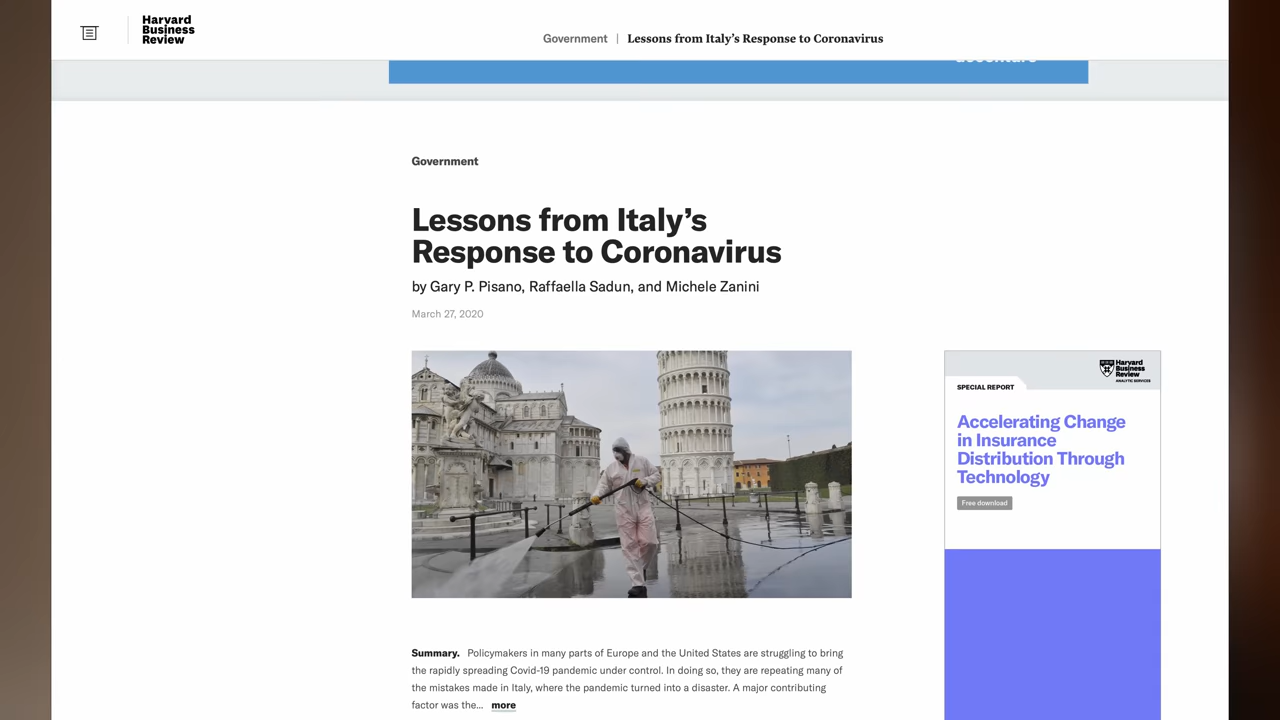 Harvard
Business
Review
Government | Lessons from Italy’s Response to Coronavirus
Government
Lessons from Italy’s
Response to Coronavirus
by Gary P. Pisano, Raffaella Sadun, and Michele Zanini
March 27, 2020
Harvard
Business
Review
ANALYTIC SERVICES
SPECIAL REPORT
Accelerating Change
in Insurance
Distribution Through
Technology
Free download
Summary. Policymakers in many parts of Europe and the United States are struggling to bring
the rapidly spreading Covid-19 pandemic under control. In doing so, they are repeating many of
the mistakes made in Italy, where the pandemic turned into a disaster. A major contributing
factor was the... more